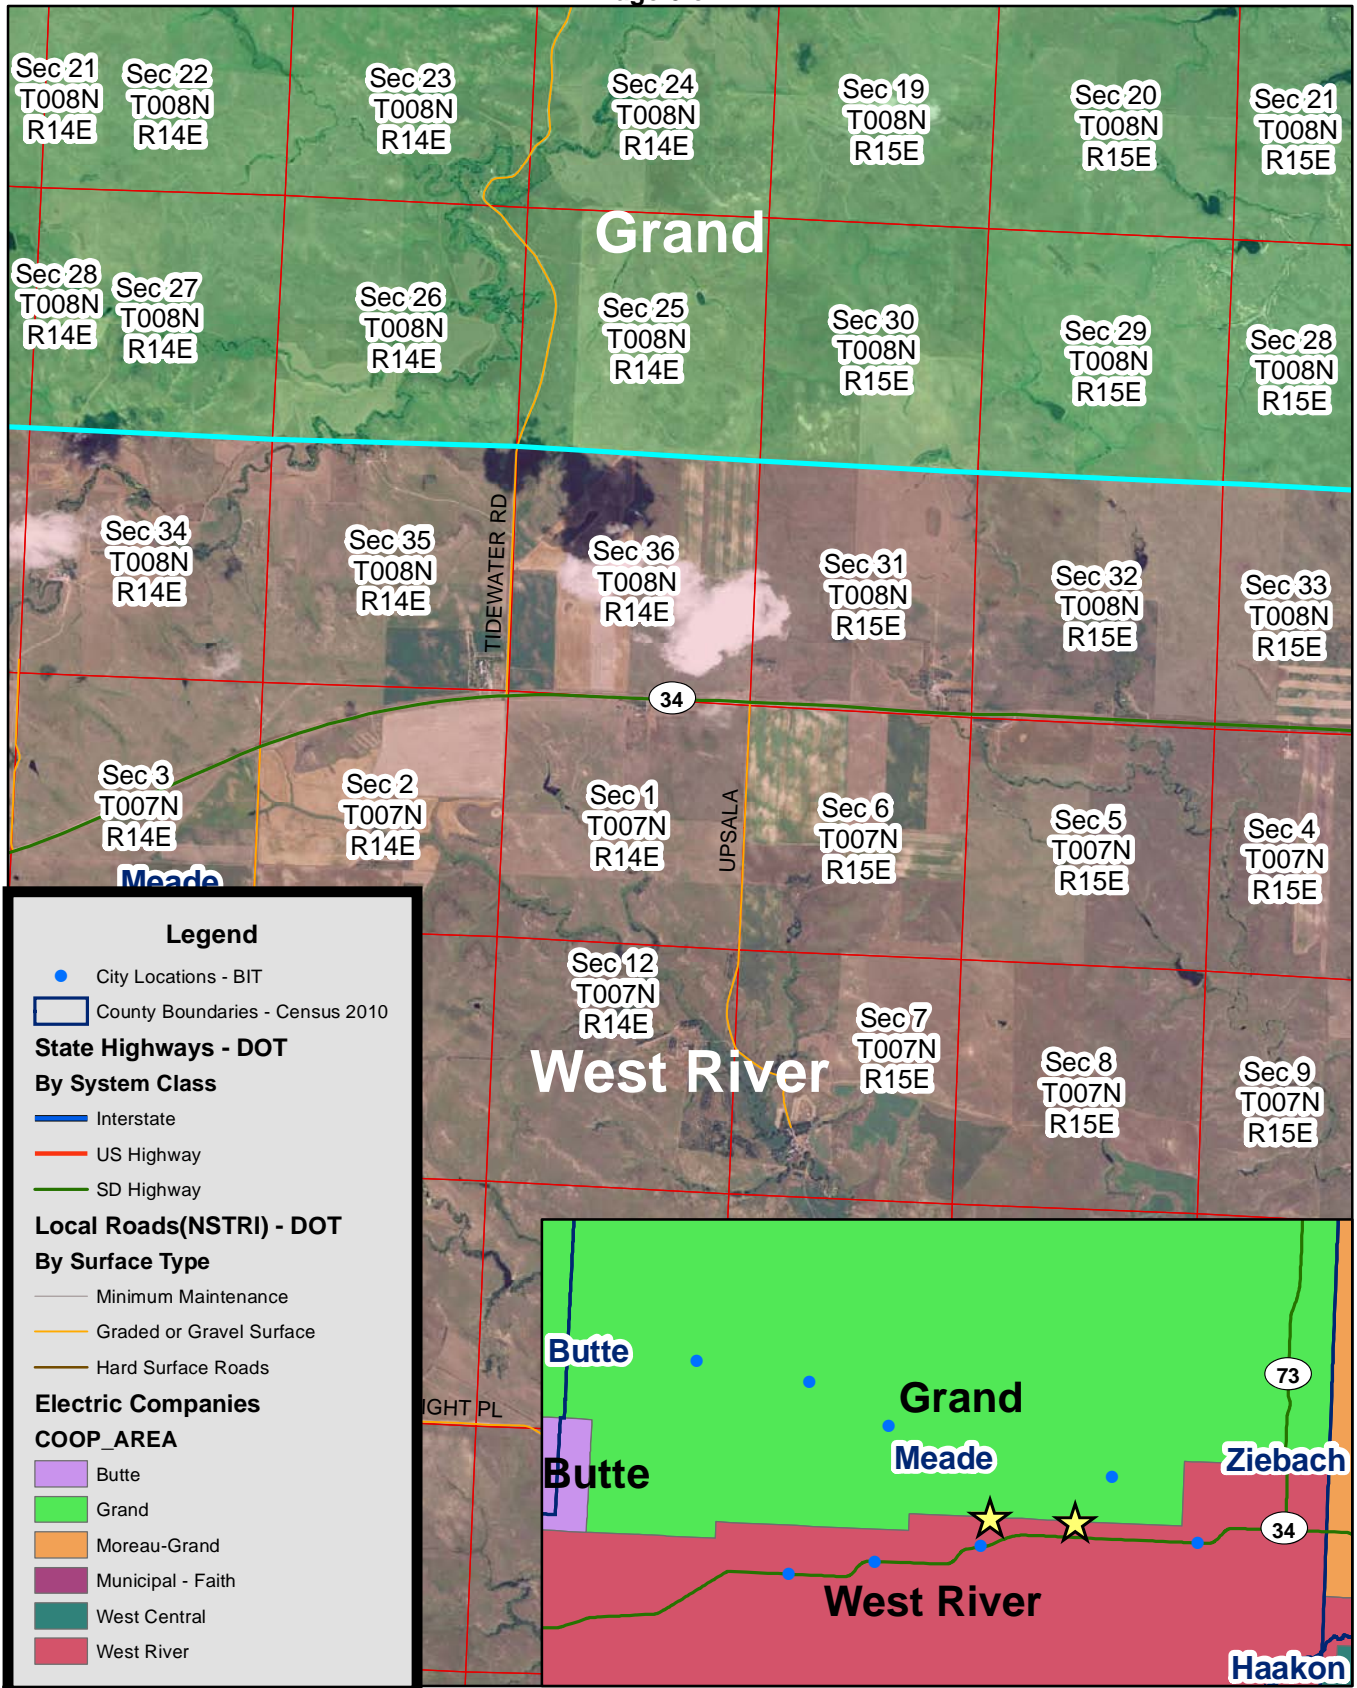 Sec 21
T008N
R14E
Sec 22
T008N
R14E
Sec 23
T008N
R14E
Sec 24
T008N
R14E
Sec 19
T008N
R15E
Sec 20
T008N
R15E
Sec 21
T008N
R15E
Grand
Sec 28
T008N
R14E
Sec 27
T008N
R14E
Sec 26
T008N
R14E
Sec 25
T008N
R14E
Sec 30
T008N
R15E
Sec 29
T008N
R15E
Sec 28
T008N
R15E
Sec 34
T008N
R14E
Sec 35
T008N
R14E
TIDEWATER RD
Sec 36
T008N
R14E
Sec 31
T008N
R15E
Sec 32
T008N
R15E
Sec 33
T008N
R15E
34
Sec 3
T007N
R14E
Sec 2
T007N
R14E
Sec 1
T007N
R14E
UPSALA
Sec 6
T007N
R15E
Sec 5
T007N
R15E
Sec 4
T007N
R15E
Meade
Sec 12
T007N
R14E
Sec 7
T007N
R15E
Sec 8
T007N
R15E
Sec 9
T007N
R15E
West River
Legend
City Locations - BIT
County Boundaries - Census 2010
State Highways - DOT
By System Class
Interstate
US Highway
SD Highway
Local Roads(NSTRI) - DOT
By Surface Type
Minimum Maintenance
Graded or Gravel Surface
Hard Surface Roads
Electric Companies
COOP_AREA
Butte
Grand
Moreau-Grand
Municipal - Faith
West Central
West River
IGHT PL
Butte
73
Grand
Meade
Ziebach
Butte
34
West River
Haakon